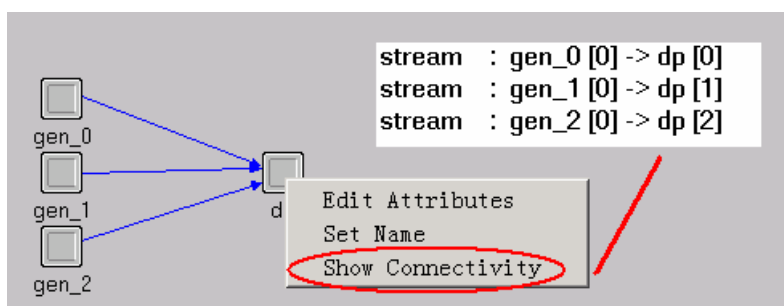 stream : gen_0 [0] -> dp [0]
stream : gen_1 [0] -> dp [1]
stream : gen_2 [0] -> dp [2]
gen_0
gen_1
gen_2
d
Edit Attributes
Set Name
Show Connectivity